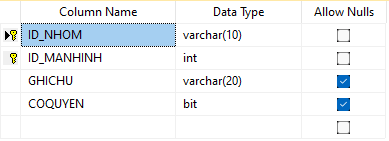 Column Name Data Type Allow Nulls
ID_NHOM varchar(10)
ID_MANHINH int
GHICHU varchar(20)
COQUYEN bit